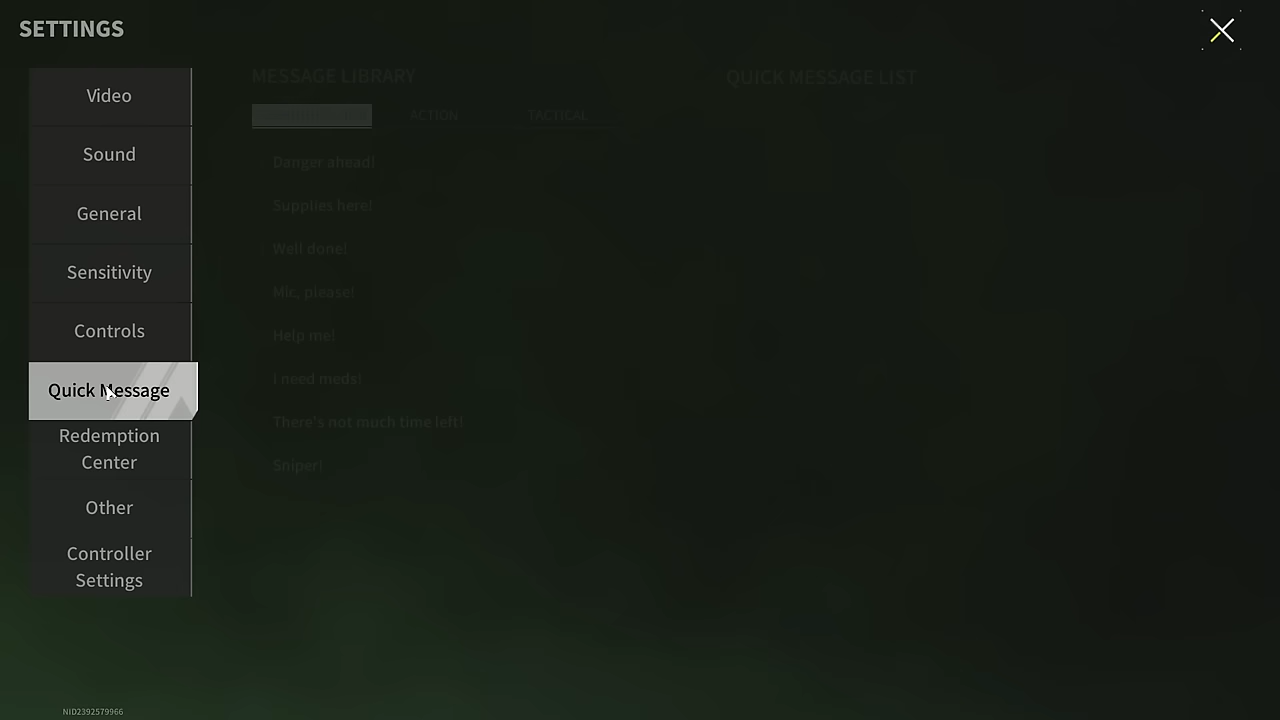 SETTINGS
Video
Sound
General
Sensitivity
Controls
Quick Message
Redemption
Center
Other
Controller
Settings
MESSAGE LIBRARY
ACTION
TACTICAL
Danger ahead!
Supplies here!
Well done!
Mic, please!
Help me!
I need meds!
There's not much time left!
Sniper!
QUICK MESSAGE LIST
NID2392579966